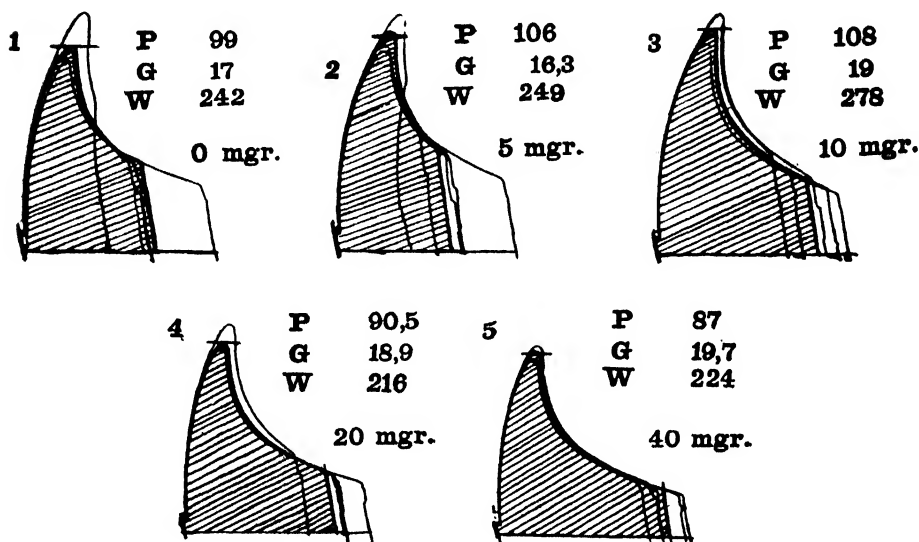 1
P 99
G 17
W 242
0 mgr.
2
P 106
G 16,3
W 249
5 mgr.
3
P 108
G 19
W 278
10 mgr.
4
P 90,5
G 18,9
W 216
20 mgr.
5
P 87
G 19,7
W 224
40 mgr.